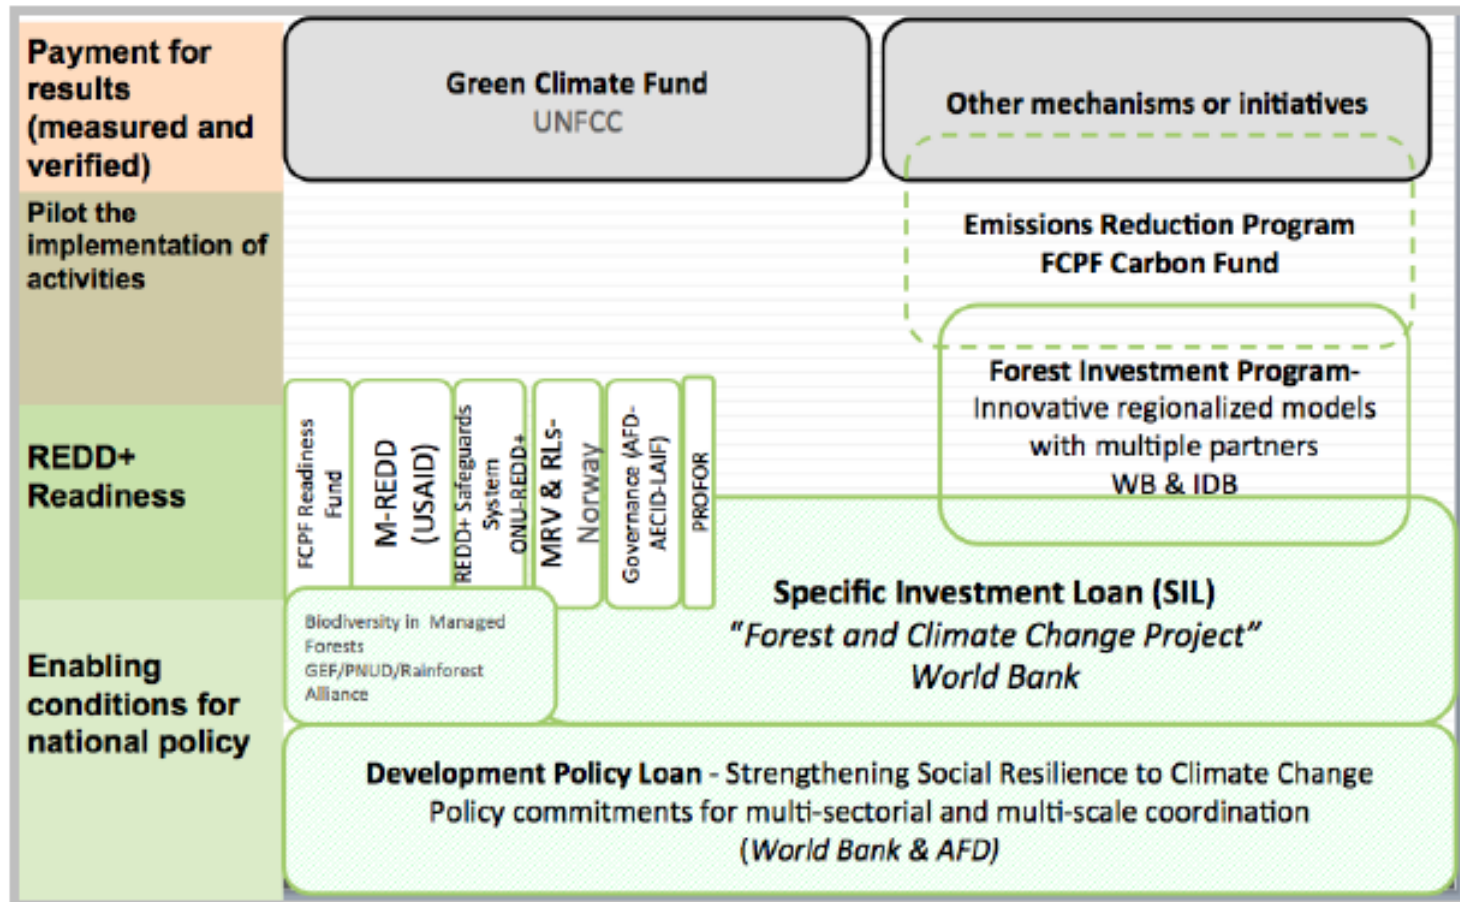 Payment for
results
(measured and
verified)
Green Climate Fund
UNFCC
Other mechanisms or initiatives
Pilot the
implementation of
activities
Emissions Reduction Program
FCPF Carbon Fund
Forest Investment Program-
Innovative regionalized models
with multiple partners
WB & IDB
REDD+
Readiness
FCPF Readiness
Fund
M-REDD
(USAID)
REDD+ Safeguards
System
ONU-REDD+
MRV & RLs-
Norway
Governance (AFD-
AECID-LAIF)
PROFOR
Specific Investment Loan (SIL)
"Forest and Climate Change Project"
World Bank
Enabling
conditions for
national policy
Biodiversity in Managed
Forests
GEF/PNUD/Rainforest
Alliance
Development Policy Loan - Strengthening Social Resilience to Climate Change
Policy commitments for multi-sectorial and multi-scale coordination
(World Bank & AFD)